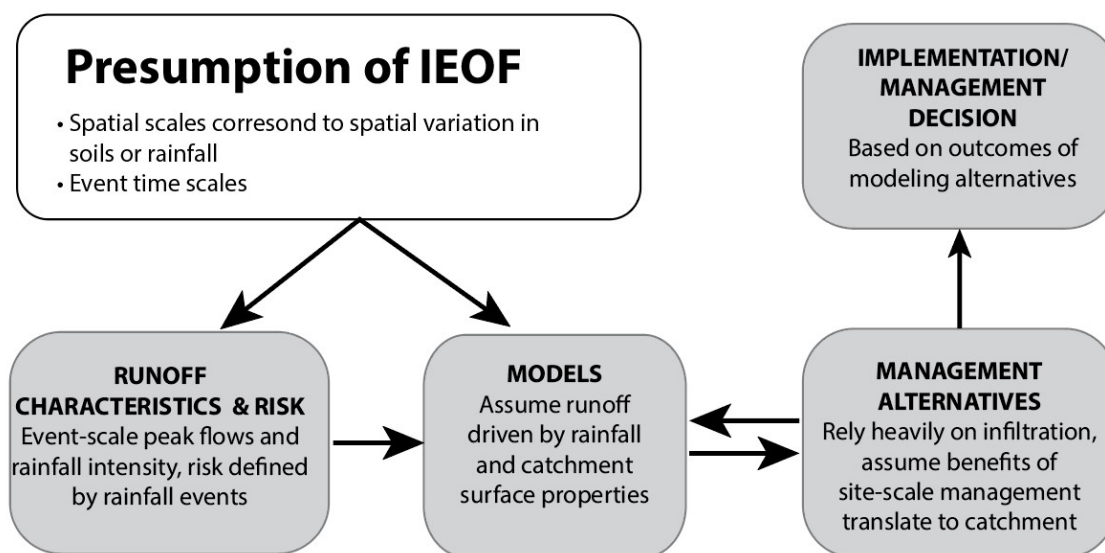 Presumption of IEOF
• Spatial scales corresond to spatial variation in
soils or rainfall
• Event time scales
IMPLEMENTATION/
MANAGEMENT
DECISION
Based on outcomes of
modeling alternatives
RUNOFF
CHARACTERISTICS & RISK
Event-scale peak flows and
rainfall intensity, risk defined
by rainfall events
MODELS
Assume runoff
driven by rainfall
and catchment
surface properties
MANAGEMENT
ALTERNATIVES
Rely heavily on infiltration,
assume benefits of
site-scale management
translate to catchment